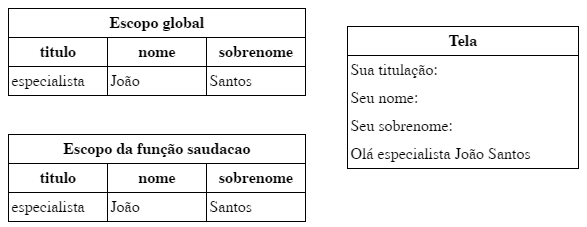 Escopo global
titulo nome sobrenome
especialista João Santos
Escopo da função saudacao
titulo nome sobrenome
especialista João Santos
Tela
Sua titulação:
Seu nome:
Seu sobrenome:
Olá especialista João Santos